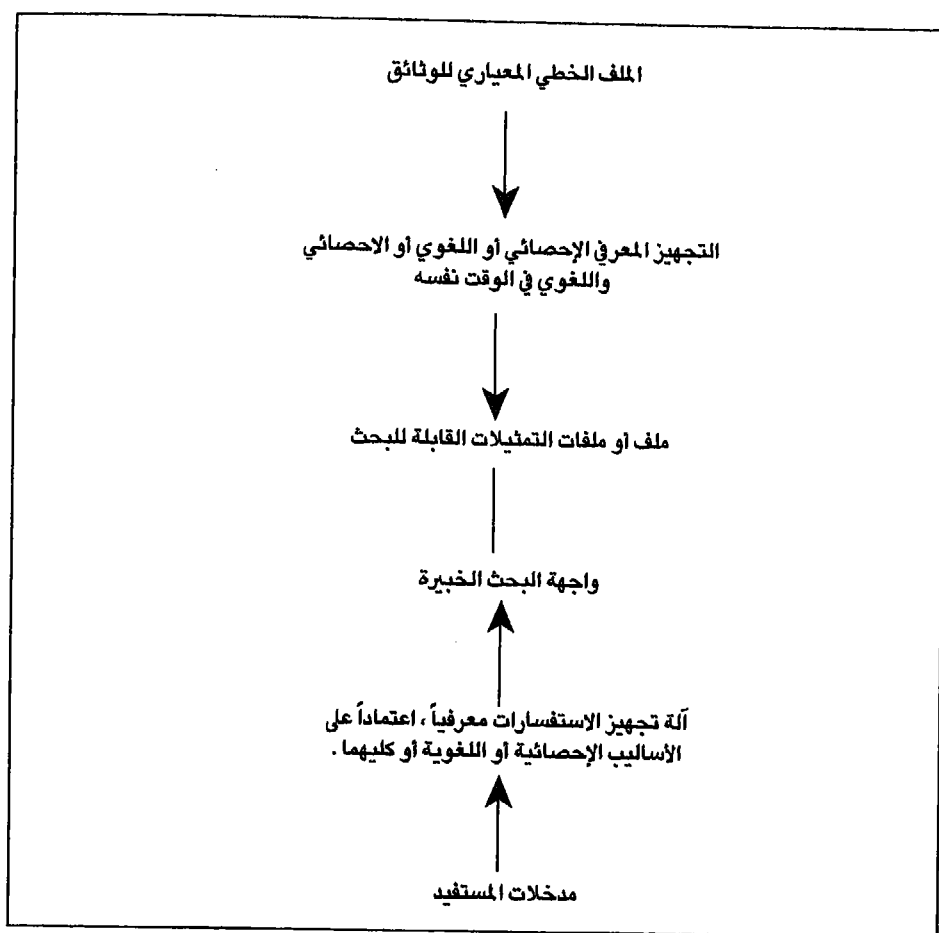 الملف الخطي المعياري للوثائق
التجهيز المعرفي الإحصائي أو اللغوي أو الاحصائي
واللغوي في الوقت نفسه
ملف أو ملفات التمثيلات القابلة للبحث
واجهة البحث الخبيرة
آلة تجهيز الاستفسارات معرفياً ، اعتماداً على
الأساليب الإحصائية أو اللغوية أو كليهما .
مدخلات المستفيد